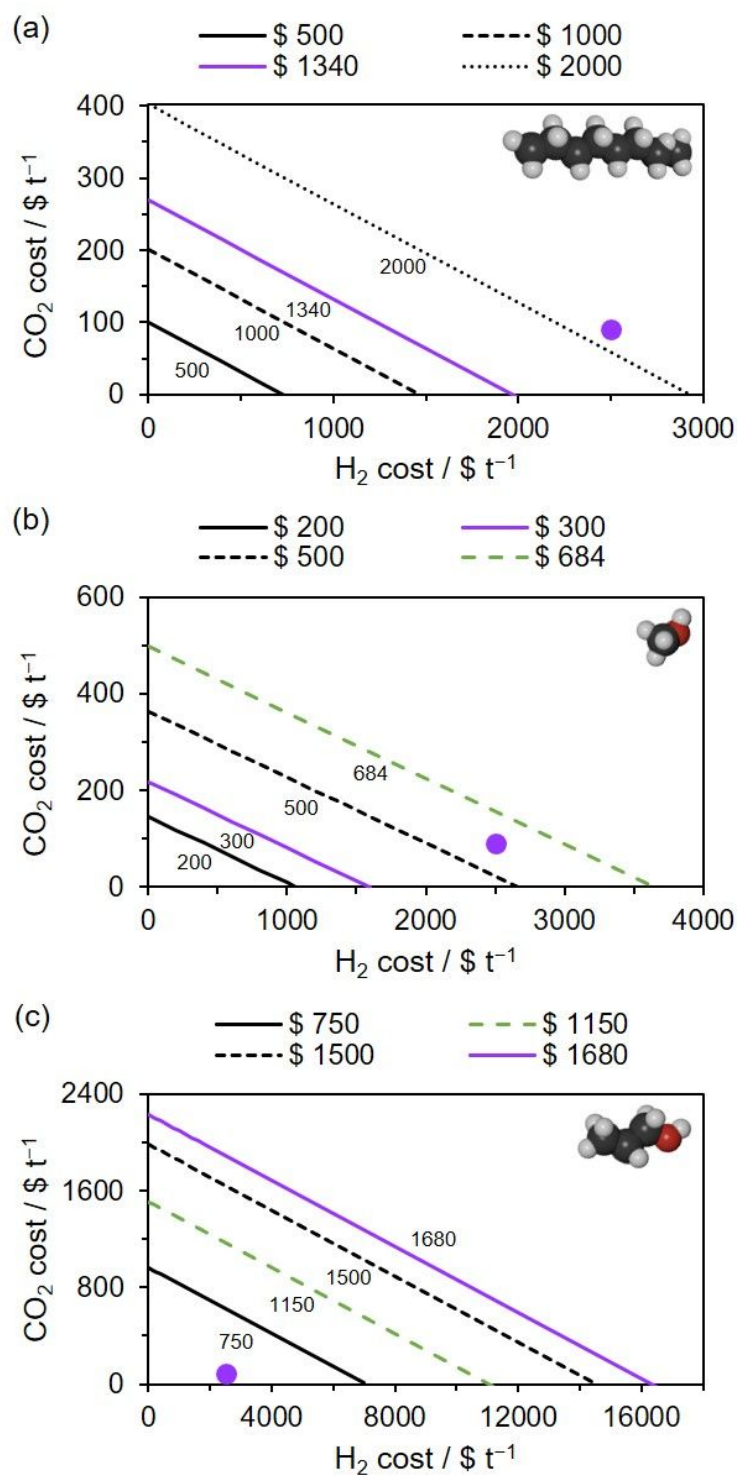 (a)
$ 500 $ 1000
$ 1340 $ 2000
400
300
200
100
0
2000
1340
1000
500
0 1000 2000 3000
CO₂ cost / $ t⁻¹
H₂ cost / $ t⁻¹
(b)
$ 200 $ 300
$ 500 $ 684
600
400
200
0
684
500
300
200
0 1000 2000 3000 4000
CO₂ cost / $ t⁻¹
H₂ cost / $ t⁻¹
(c)
$ 750 $ 1150
$ 1500 $ 1680
2400
1600
800
0
1680
1500
1150
750
0 4000 8000 12000 16000
CO₂ cost / $ t⁻¹
H₂ cost / $ t⁻¹